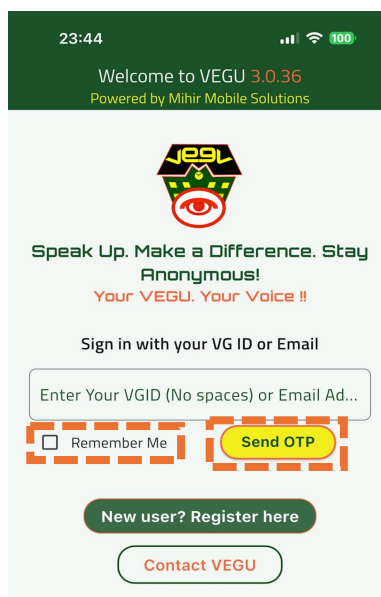 23:44
100
Welcome to VEGU 3.0.36
Powered by Mihir Mobile Solutions
VEGU
Speak Up. Make a Difference. Stay
Anonymous!
Your VEGU. Your Voice !!
Sign in with your VG ID or Email
Enter Your VGID (No spaces) or Email Ad...
Remember Me
Send OTP
New user? Register here
Contact VEGU